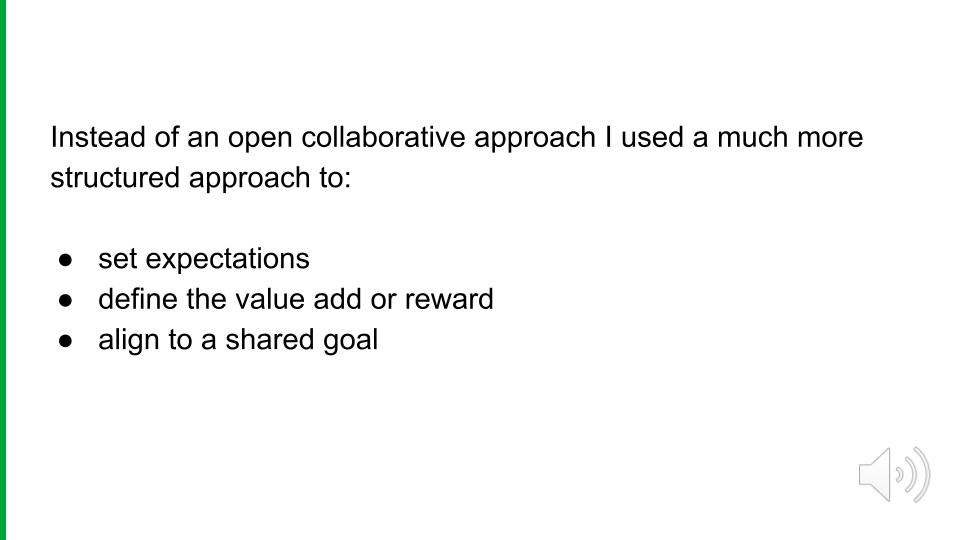 Instead of an open collaborative approach I used a much more
structured approach to:
● set expectations
● define the value add or reward
● align to a shared goal